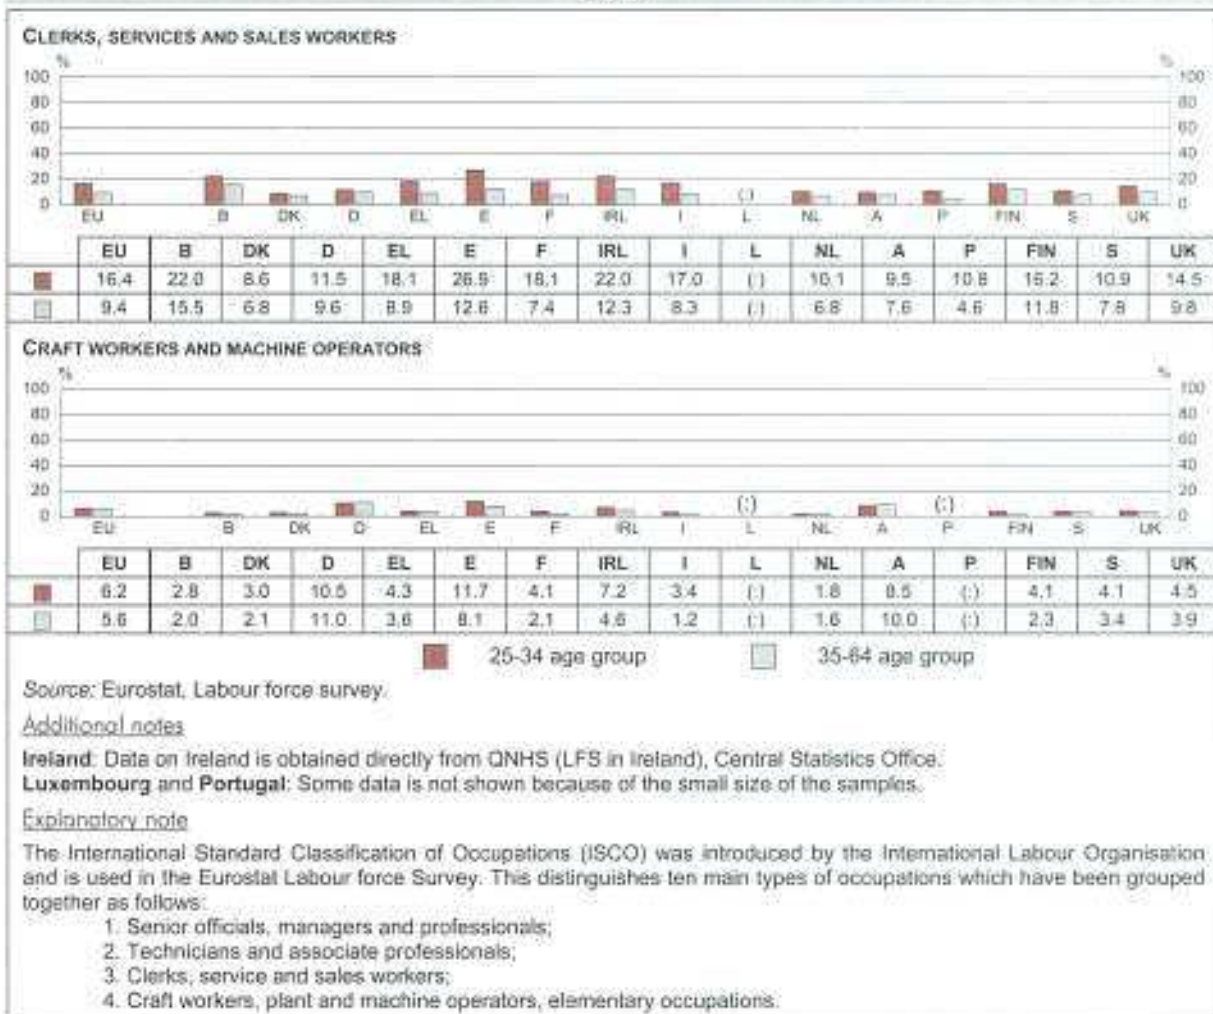 CLERKS, SERVICES AND SALES WORKERS
% %
100 100
80 80
60 60
40 40
20 (:) 20
0 0
EU B DK D EL E F IRL I L NL A P FIN S UK
EU B DK D EL E F IRL I L NL A P FIN S UK
16.4 22.0 8.6 11.5 18.1 26.9 18.1 22.0 17.0 (:) 10.1 9.5 10.8 16.2 10.9 14.5
9.4 15.5 6.8 9.6 8.9 12.6 7.4 12.3 8.3 (:) 6.8 7.6 4.6 11.8 7.8 9.8
CRAFT WORKERS AND MACHINE OPERATORS
% %
100 100
80 80
60 60
40 40
20 (:) (:) 20
0 0
EU B DK D EL E F IRL I L NL A P FIN S UK
EU B DK D EL E F IRL I L NL A P FIN S UK
6.2 2.8 3.0 10.5 4.3 11.7 4.1 7.2 3.4 (:) 1.8 8.5 (:) 4.1 4.1 4.5
5.6 2.0 2.1 11.0 3.6 8.1 2.1 4.6 1.2 (:) 1.6 10.0 (:) 2.3 3.4 3.9
25-34 age group 35-64 age group
Source: Eurostat, Labour force survey.
Additional notes
Ireland: Data on Ireland is obtained directly from QNHS (LFS in Ireland), Central Statistics Office.
Luxembourg and Portugal: Some data is not shown because of the small size of the samples.
Explanatory note
The International Standard Classification of Occupations (ISCO) was introduced by the International Labour Organisation
and is used in the Eurostat Labour force Survey. This distinguishes ten main types of occupations which have been grouped
together as follows:
1. Senior officials, managers and professionals;
2. Technicians and associate professionals;
3. Clerks, service and sales workers;
4. Craft workers, plant and machine operators, elementary occupations.